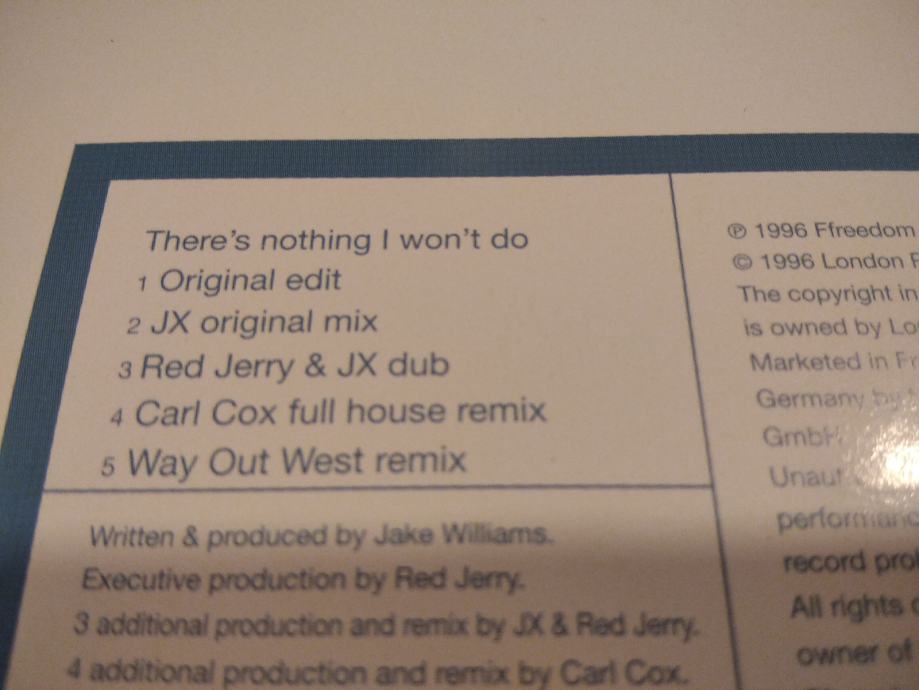 There's nothing I won't do
1 Original edit
2 JX original mix
3 Red Jerry & JX dub
4 Carl Cox full house remix
5 Way Out West remix
Written & produced by Jake Williams.
Executive production by Red Jerry.
3 additional production and remix by JX & Red Jerry.
4 additional production and remix by Carl Cox.
℗ 1996 Ffreedom
© 1996 London
The copyright in
is owned by
Marketed in
Germany by
GmbH
record
All rights
owner of